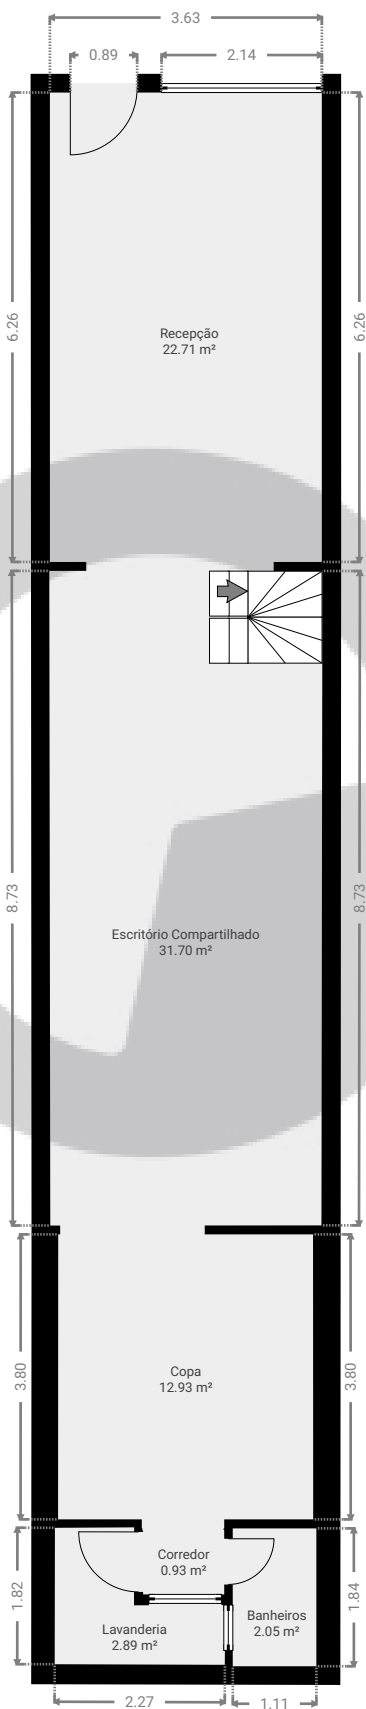 3.63
0.89
2.14
6.26
6.26
Recepção
22.71 m²
8.73
8.73
Escritório Compartilhado
31.70 m²
3.80
3.80
Copa
12.93 m²
Corredor
0.93 m²
1.82
1.84
Lavanderia
2.89 m²
Banheiros
2.05 m²
2.27
1.11